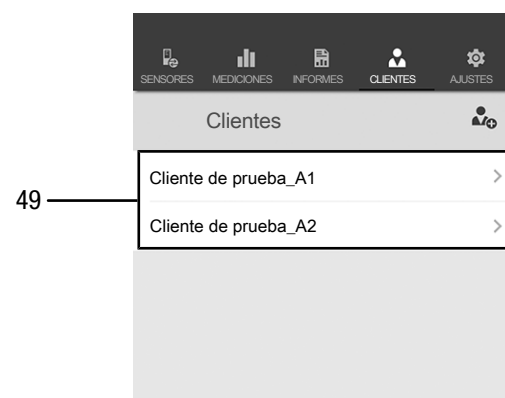 SENSORES MEDICIONES INFORMES CLIENTES AJUSTES
Clientes
Cliente de prueba_A1
49
Cliente de prueba_A2